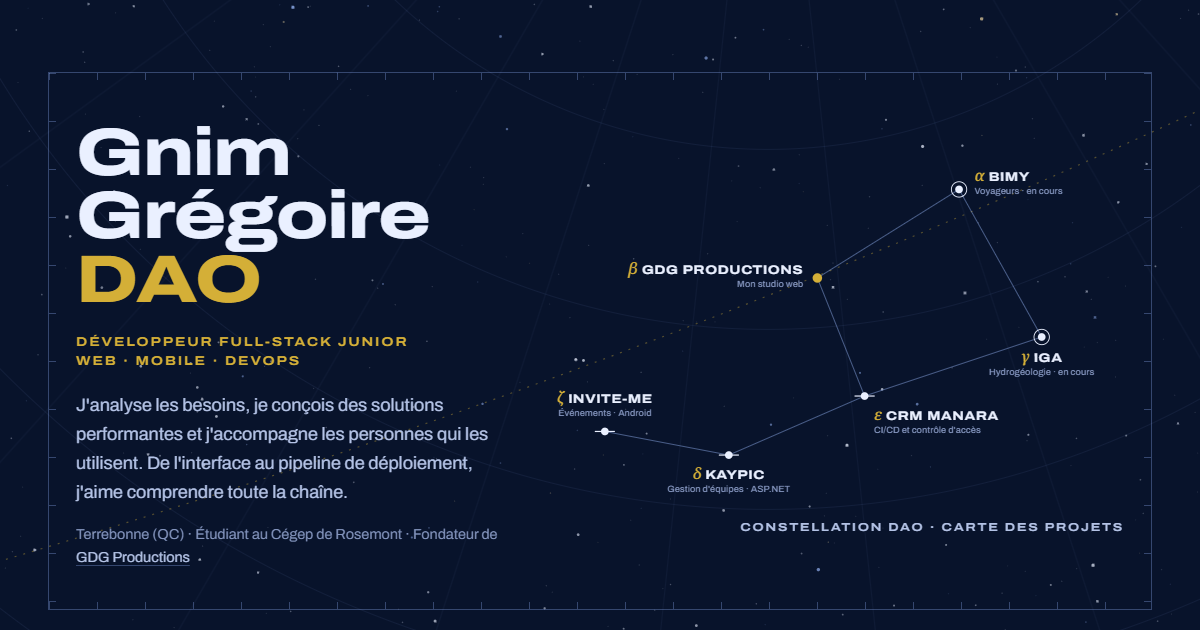 Gnim
Grégoire
DAO
DÉVELOPPEUR FULL-STACK JUNIOR
WEB · MOBILE · DEVOPS
J'analyse les besoins, je conçois des solutions
performantes et j'accompagne les personnes qui les
utilisent. De l'interface au pipeline de déploiement,
j'aime comprendre toute la chaîne.
Terrebonne (QC) · Étudiant au Cégep de Rosemont · Fondateur de
GDG Productions
α BIMY
Voyageurs · en cours
β GDG PRODUCTIONS
Mon studio web
γ IGA
Hydrogéologie · en cours
ζ INVITE-ME
Événements · Android
ε CRM MANARA
CI/CD et contrôle d'accès
δ KAYPIC
Gestion d'équipes · ASP.NET
CONSTELLATION DAO · CARTE DES PROJETS